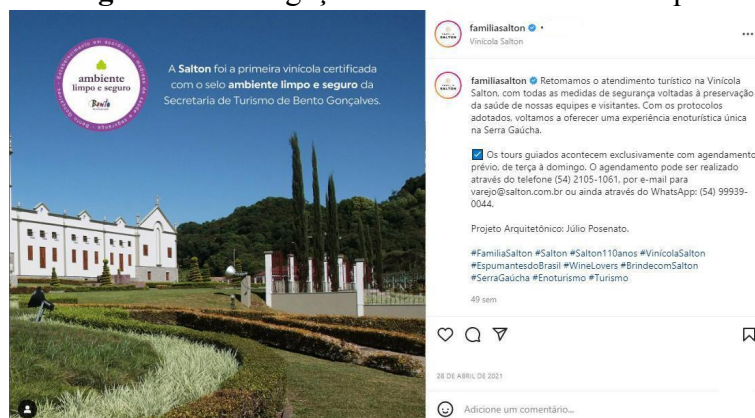 ambiente
limpo e seguro
Bento
A Salton foi a primeira vinícola certificada
com o selo ambiente limpo e seguro da
Secretaria de Turismo de Bento Gonçalves.
familiasalton •
Vinícola Salton
familiasalton Retomamos o atendimento turístico na Vinícola
Salton, com todas as medidas de segurança voltadas à preservação
da saúde de nossas equipes e visitantes. Com os protocolos
adotados, voltamos a oferecer uma experiência enoturística única
na Serra Gaúcha.
Os tours guiados acontecem exclusivamente com agendamento
prévio, de terça à domingo. O agendamento pode ser realizado
através do telefone (54) 2105-1061, por e-mail para
varejo@salton.com.br ou ainda através do WhatsApp: (54) 99939-
0044.
Projeto Arquitetônico: Júlio Posenato.
#FamiliaSalton #Salton #Salton110anos #VinícolaSalton
#EspumantesdoBrasil #WineLovers #BrindecomSalton
#SerraGaúcha #Enoturismo #Turismo
49 sem
28 DE ABRIL DE 2021
Adicione um comentário...